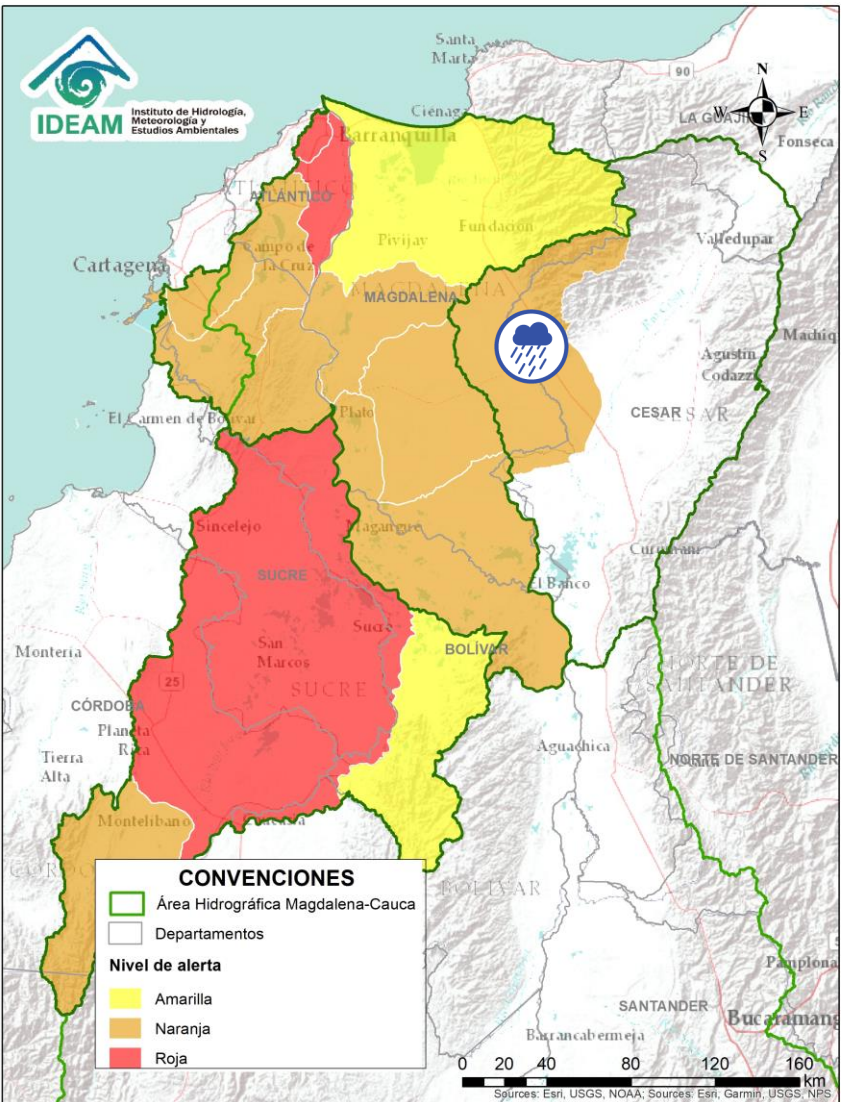 IDEAM
Instituto de Hidrología,
Meteorología y
Estudios Ambientales
Santa
Marta
90
N
W
E
S
LA GUAJI
Fonseca
Ciénaga
Barranquilla
ATLÁNTICO
Pivijay
Fundación
Valledupar
Cartagena
Campo de
la Cruz
MAGDALENA
Agustín
Codazzi
Machiq
CESAR
CESAR
El Carmen de Bolívar
Plato
Sincelejo
Magangué
Curumaní
SUCRE
El Banco
Sucre
BOLÍVAR
Montería
San
Marcos
SUCRE
25
NORTE DE
SANTANDER
CÓRDOBA
Planeta
Rica
Aguachica
NORTE DE SANTANDER
Tierra
Alta
Montelíbano
BOLÍVAR
CONVENCIONES
Área Hidrográfica Magdalena-Cauca
Departamentos
Nivel de alerta
Amarilla
Naranja
Roja
Pamplona
SANTANDER
Bucaramang
Barrancabermeja
0 20 40 80 120 160
km
Sources: Esri, USGS, NOAA; Sources: Esri, Garmin, USGS, NPS